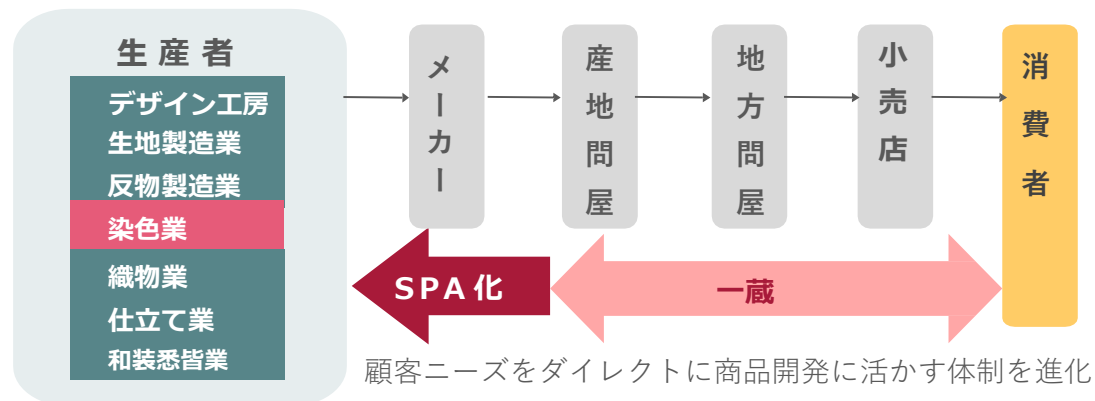 生産者
デザイン工房
生地製造業
反物製造業
染色業
織物業
仕立て業
和装悉皆業
メーカー
産地問屋
地方問屋
小売店
消費者
SPA化
一蔵
顧客ニーズをダイレクトに商品開発に活かす体制を進化